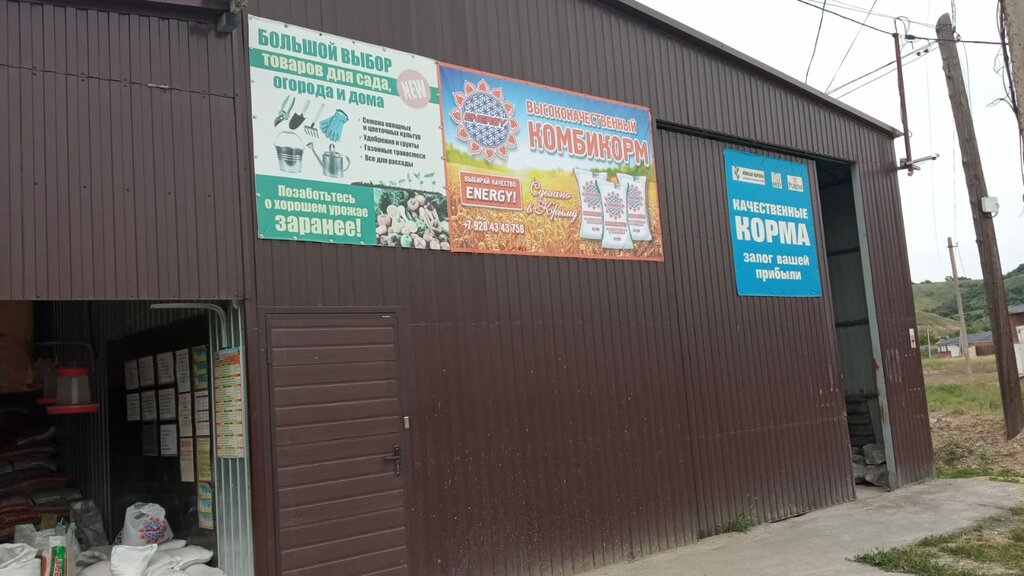 БОЛЬШОЙ ВЫБОР
товаров для сада,
огорода и дома
NEW
· Семена овощных
и цветочных культур
· Удобрения и грунты
· Газонные травосмеси
· Все для рассады
Позаботьтесь
о хорошем урожае
заранее!
ВЫСОКОКАЧЕСТВЕННЫЙ
КОМБИКОРМ
ВЫБИРАЙ КАЧЕСТВО
ENERGY!
Сделано
в Крыму
+7 928 43 43 758
КАЧЕСТВЕННЫЕ
КОРМА
залог вашей
прибыли